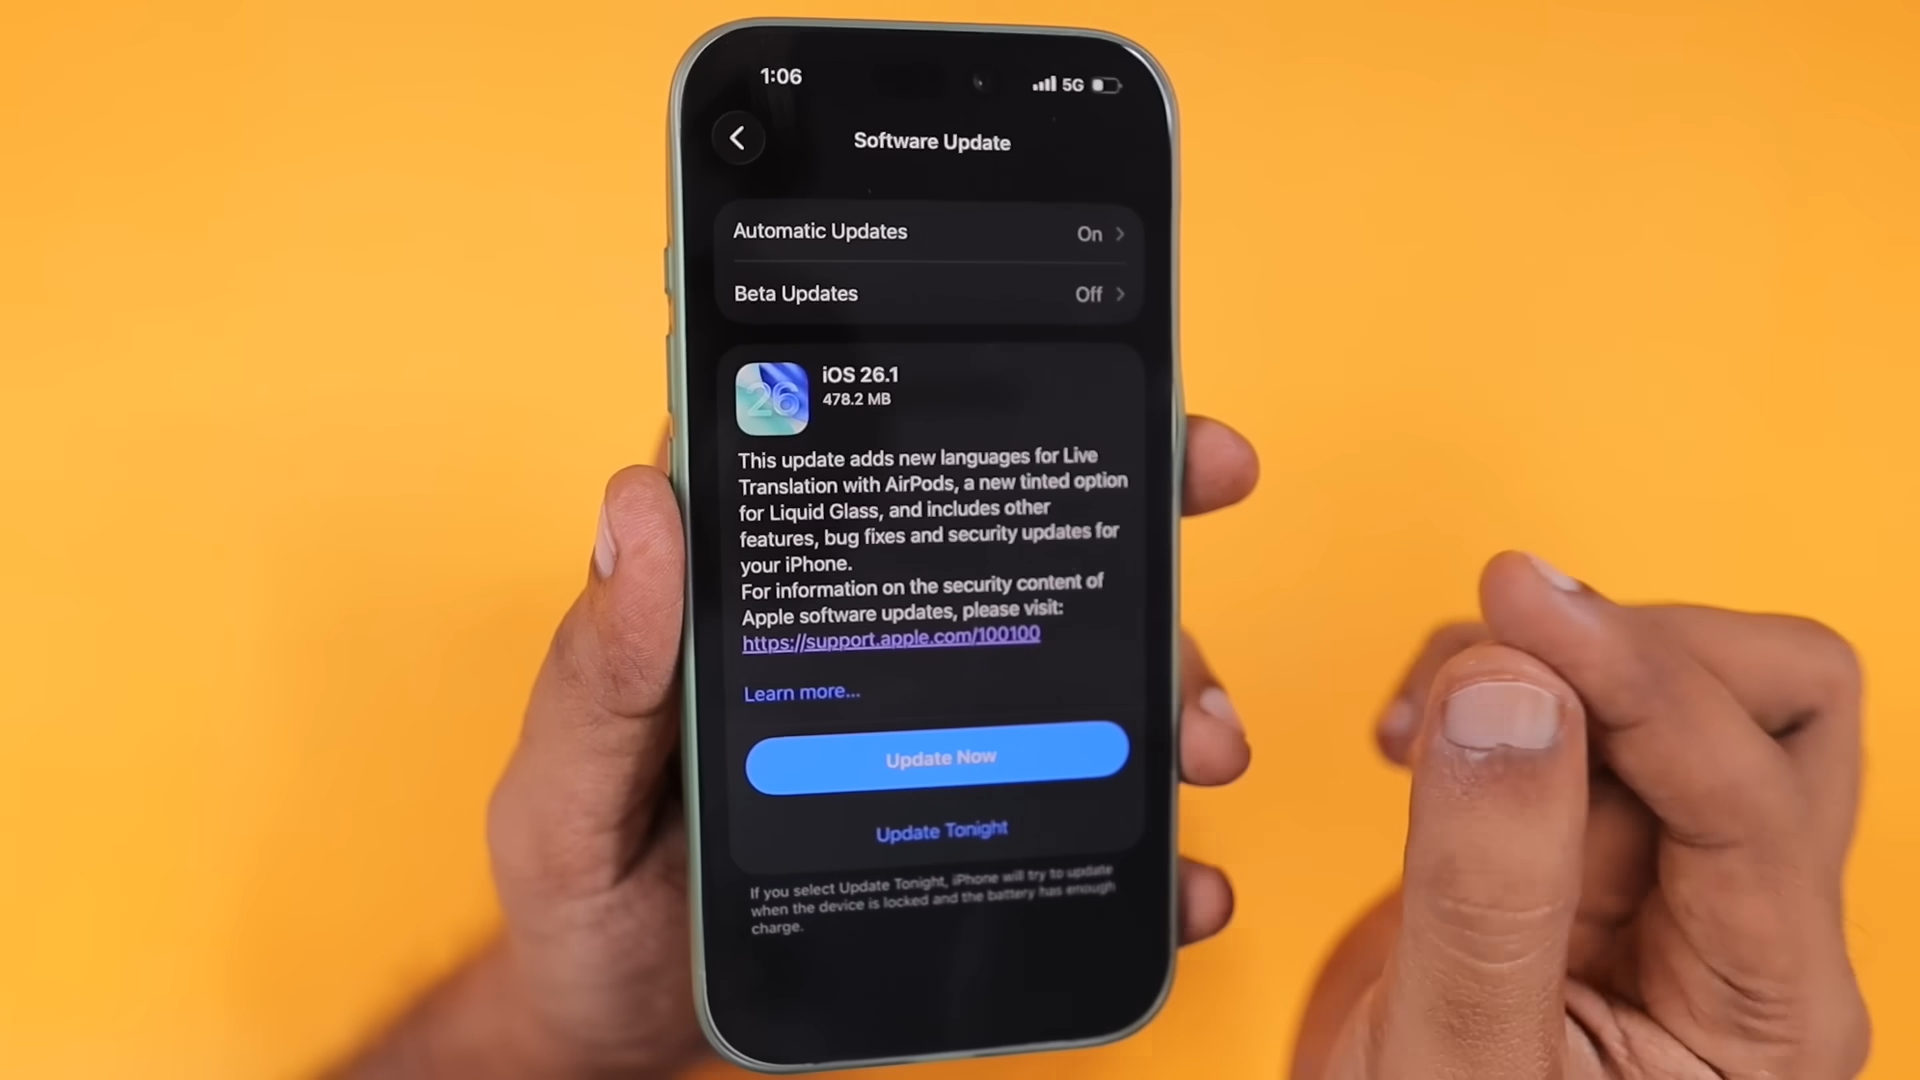 1:06
5G
Software Update
Automatic Updates On
Beta Updates Off
26
iOS 26.1
478.2 MB
This update adds new languages for Live
Translation with AirPods, a new tinted option
for Liquid Glass, and includes other
features, bug fixes and security updates for
your iPhone.
For information on the security content of
Apple software updates, please visit:
https://support.apple.com/100100
Learn more...
Update Now
Update Tonight
If you select Update Tonight, iPhone will try to update
when the device is locked and the battery has enough
charge.